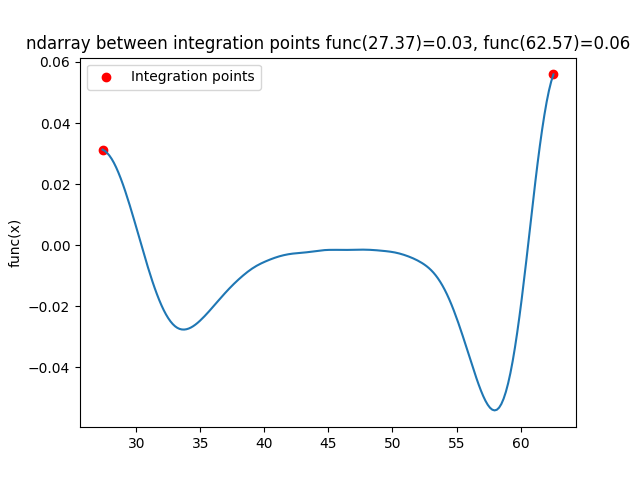 ndarray between integration points func(27.37)=0.03, func(62.57)=0.06
Integration points
func(x)
0.06
0.04
0.02
0.00
−0.02
−0.04
30 35 40 45 50 55 60